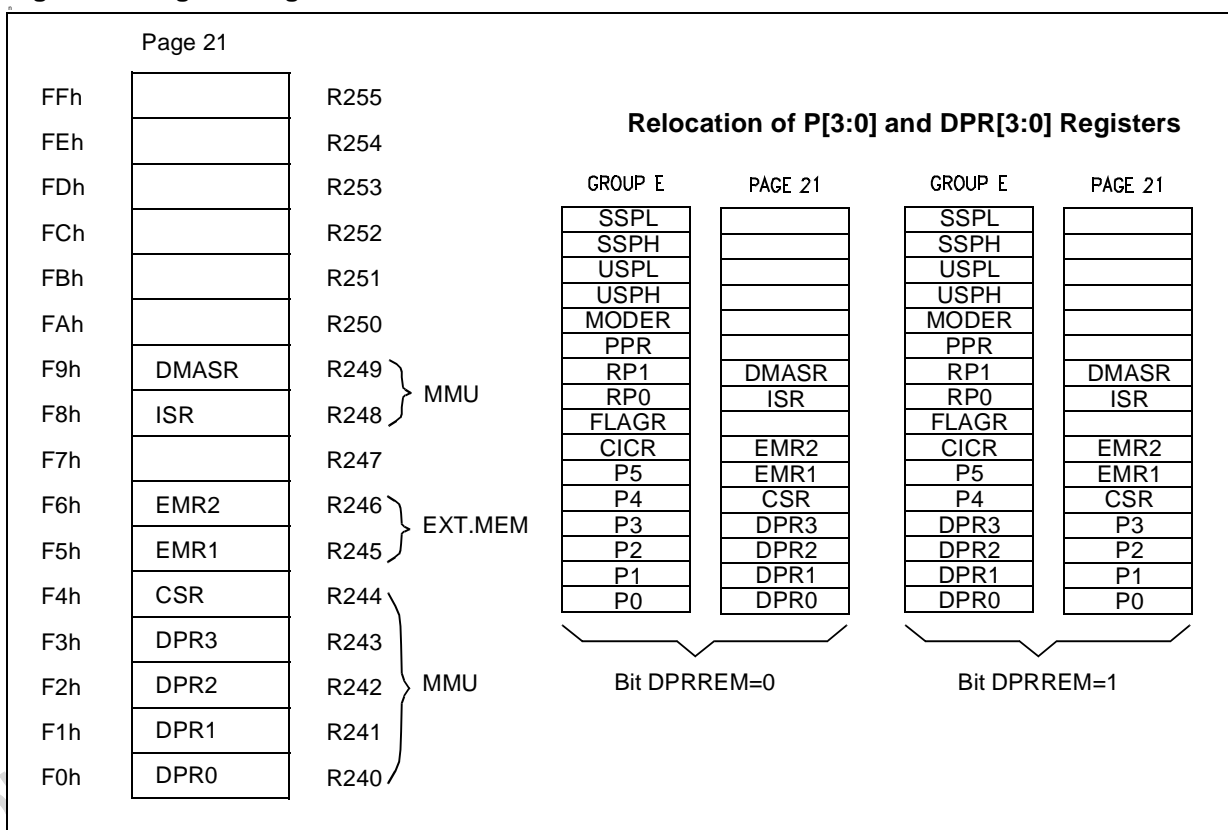 Page 21
FFh R255
FEh R254
FDh R253
FCh R252
FBh R251
FAh R250
F9h DMASR R249
F8h ISR R248
MMU
F7h R247
F6h EMR2 R246
F5h EMR1 R245
EXT.MEM
F4h CSR R244
F3h DPR3 R243
F2h DPR2 R242
F1h DPR1 R241
F0h DPR0 R240
MMU
Relocation of P[3:0] and DPR[3:0] Registers
GROUP E PAGE 21 GROUP E PAGE 21
SSPL SSPL
SSPH SSPH
USPL USPL
USPH USPH
MODER MODER
PPR PPR
RP1 DMASR RP1 DMASR
RP0 ISR RP0 ISR
FLAGR FLAGR
CICR EMR2 CICR EMR2
P5 EMR1 P5 EMR1
P4 CSR P4 CSR
P3 DPR3 DPR3 P3
P2 DPR2 DPR2 P2
P1 DPR1 DPR1 P1
P0 DPR0 DPR0 P0
Bit DPRREM=0 Bit DPRREM=1